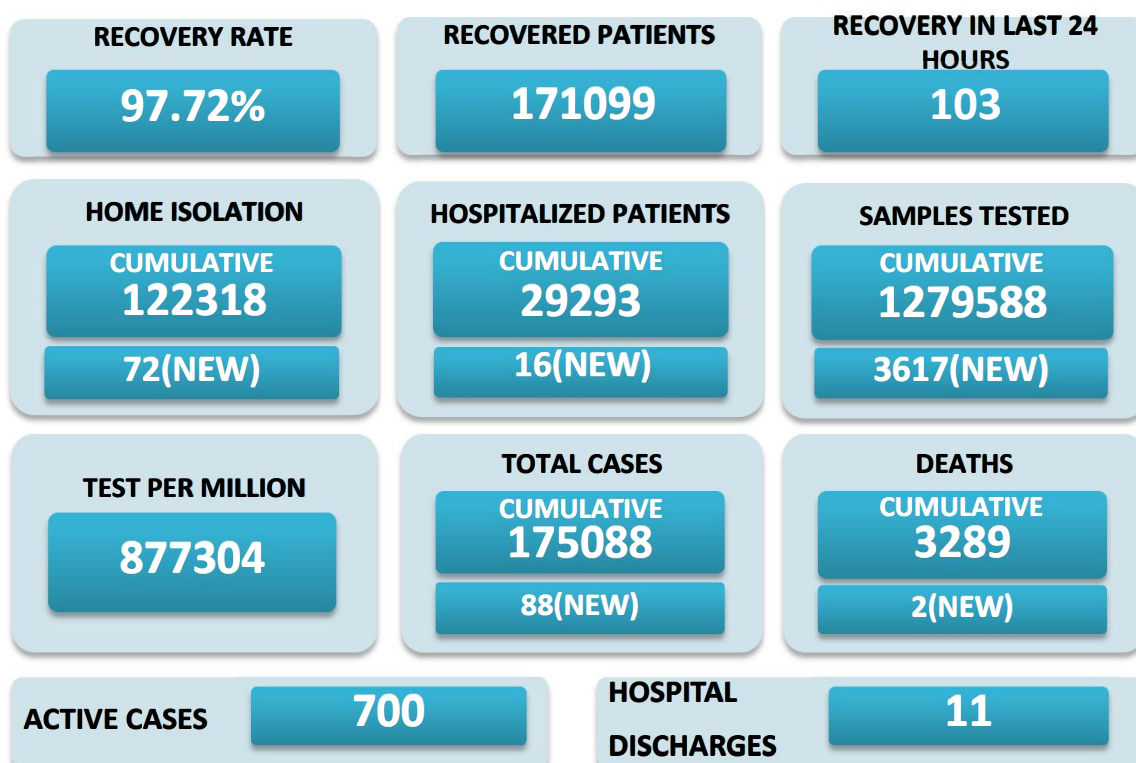 RECOVERY RATE
97.72%
RECOVERED PATIENTS
171099
RECOVERY IN LAST 24
HOURS
103
HOME ISOLATION
CUMULATIVE
122318
72(NEW)
HOSPITALIZED PATIENTS
CUMULATIVE
29293
16(NEW)
SAMPLES TESTED
CUMULATIVE
1279588
3617(NEW)
TEST PER MILLION
877304
TOTAL CASES
CUMULATIVE
175088
88(NEW)
DEATHS
CUMULATIVE
3289
2(NEW)
ACTIVE CASES
700
HOSPITAL
DISCHARGES
11